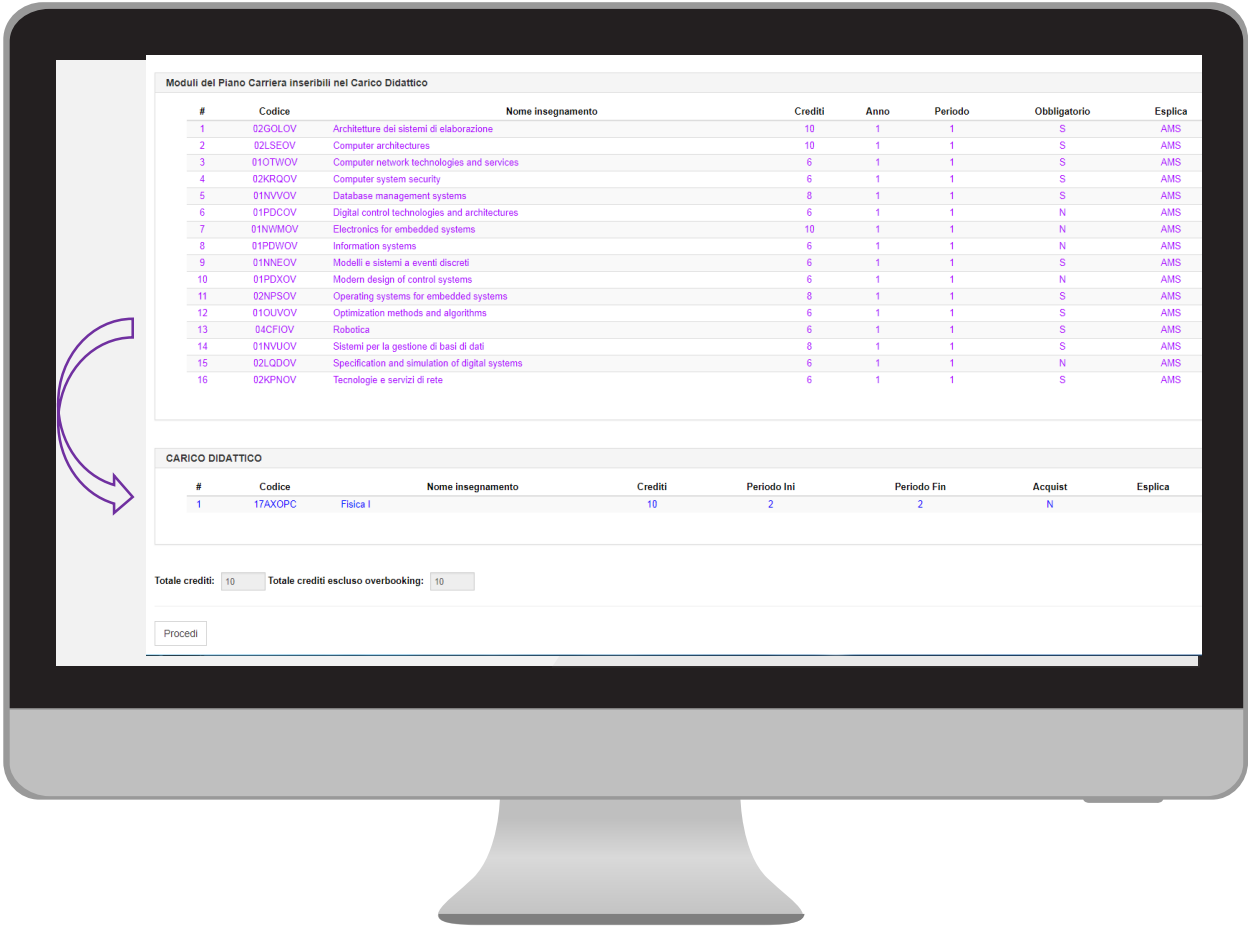 Moduli del Piano Carriera inseribili nel Carico Didattico
# Codice Nome insegnamento Crediti Anno Periodo Obbligatorio Esplica
1 02GOLOV Architetture dei sistemi di elaborazione 10 1 1 S AMS
2 02LSEOV Computer architectures 10 1 1 S AMS
3 01OTWOV Computer network technologies and services 6 1 1 S AMS
4 02KRQOV Computer system security 6 1 1 S AMS
5 01NVVOV Database management systems 8 1 1 S AMS
6 01PDCOV Digital control technologies and architectures 6 1 1 N AMS
7 01NWMOV Electronics for embedded systems 10 1 1 S AMS
8 01PDWOV Information systems 6 1 1 N AMS
9 01NNEOV Modelli e sistemi a eventi discreti 6 1 1 S AMS
10 01PDXOV Modern design of control systems 6 1 1 N AMS
11 02NPSOV Operating systems for embedded systems 8 1 1 S AMS
12 01OUVOV Optimization methods and algorithms 6 1 1 S AMS
13 04CFIOV Robotica 6 1 1 S AMS
14 01NVUOV Sistemi per la gestione di basi di dati 8 1 1 S AMS
15 02LQDOV Specification and simulation of digital systems 6 1 1 N AMS
16 02KPNOV Tecnologie e servizi di rete 6 1 1 S AMS
CARICO DIDATTICO
# Codice Nome insegnamento Crediti Periodo Ini Periodo Fin Acquist Esplica
1 17AXOPC Fisica I 10 2 2 N
Totale crediti: 10 Totale crediti escluso overbooking: 10
Procedi